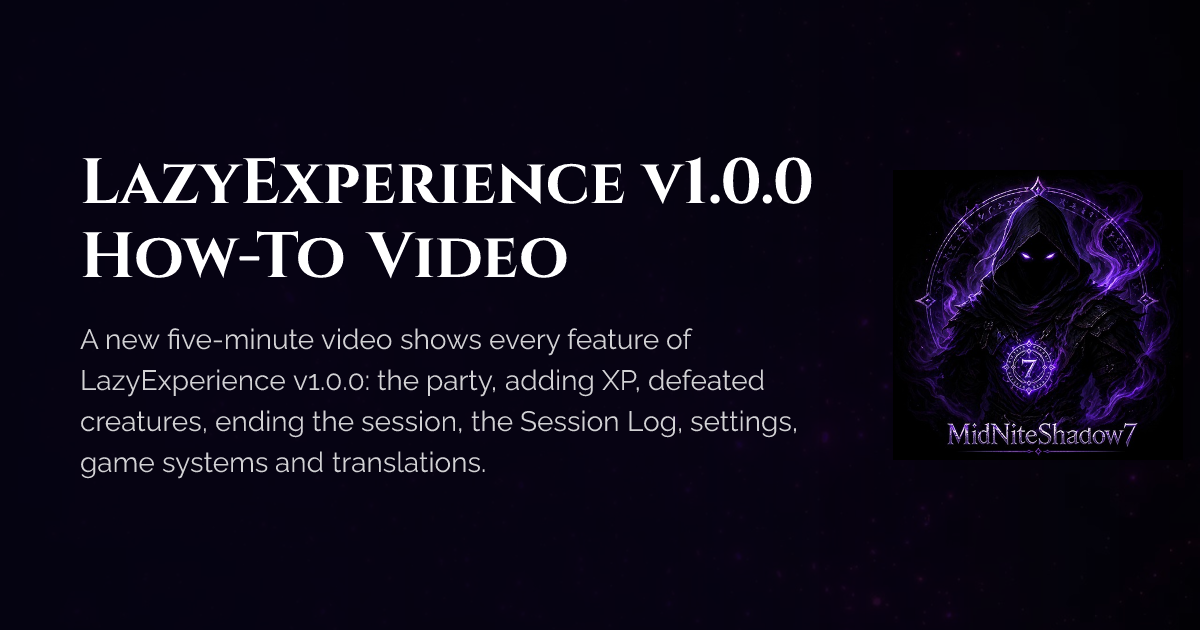 LazyExperience v1.0.0
How-To Video
A new five-minute video shows every feature of
LazyExperience v1.0.0: the party, adding XP, defeated
creatures, ending the session, the Session Log, settings,
game systems and translations.
7
MidNiteShadow7